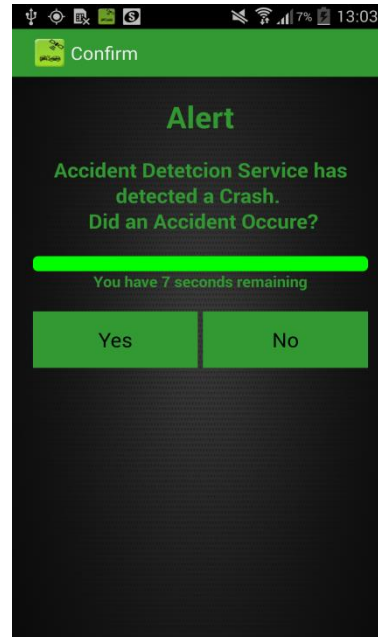 7% 13:03
Confirm
Alert
Accident Detetcion Service has
detected a Crash.
Did an Accident Occure?
You have 7 seconds remaining
Yes No